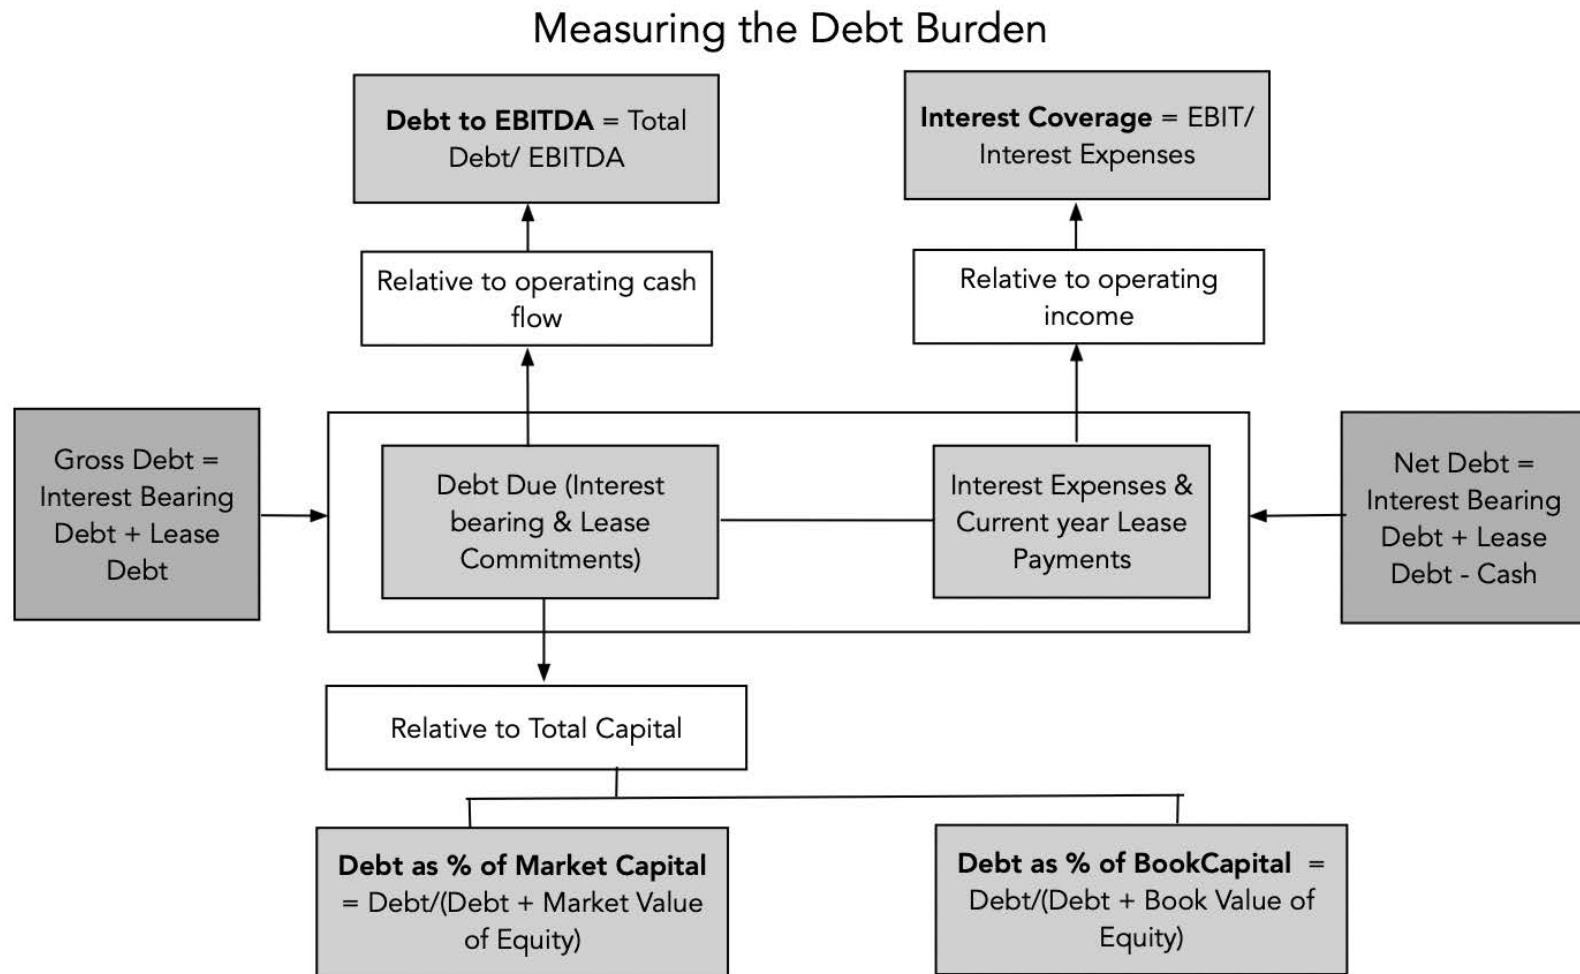 Measuring the Debt Burden
Debt to EBITDA = Total
Debt/ EBITDA
Interest Coverage = EBIT/
Interest Expenses
Relative to operating cash
flow
Relative to operating
income
Gross Debt =
Interest Bearing
Debt + Lease
Debt
Debt Due (Interest
bearing & Lease
Commitments)
Interest Expenses &
Current year Lease
Payments
Net Debt =
Interest Bearing
Debt + Lease
Debt - Cash
Relative to Total Capital
Debt as % of Market Capital
= Debt/(Debt + Market Value
of Equity)
Debt as % of BookCapital =
Debt/(Debt + Book Value of
Equity)